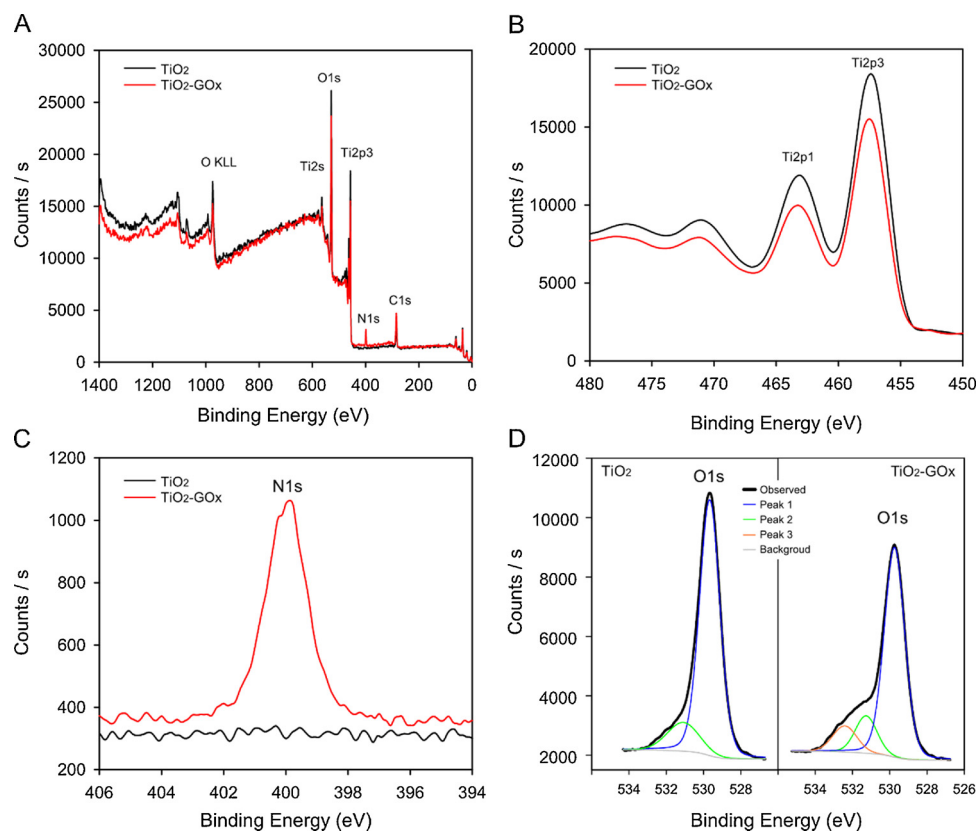 A
30000
25000
20000
15000
10000
5000
0
Counts / s
TiO2
TiO2-GOx
O KLL
Ti2s
O1s
Ti2p3
N1s
C1s
1400 1200 1000 800 600 400 200 0
Binding Energy (eV)
B
20000
15000
10000
5000
0
Counts / s
TiO2
TiO2-GOx
Ti2p1
Ti2p3
480 475 470 465 460 455 450
Binding Energy (eV)
C
1200
1000
800
600
400
200
Counts / s
TiO2
TiO2-GOx
N1s
406 404 402 400 398 396 394
Binding Energy (eV)
D
12000
10000
8000
6000
4000
2000
Counts / s
TiO2
O1s
Observed
Peak 1
Peak 2
Peak 3
Backgroud
TiO2-GOx
O1s
534 532 530 528 534 532 530 528 526
Binding Energy (eV)